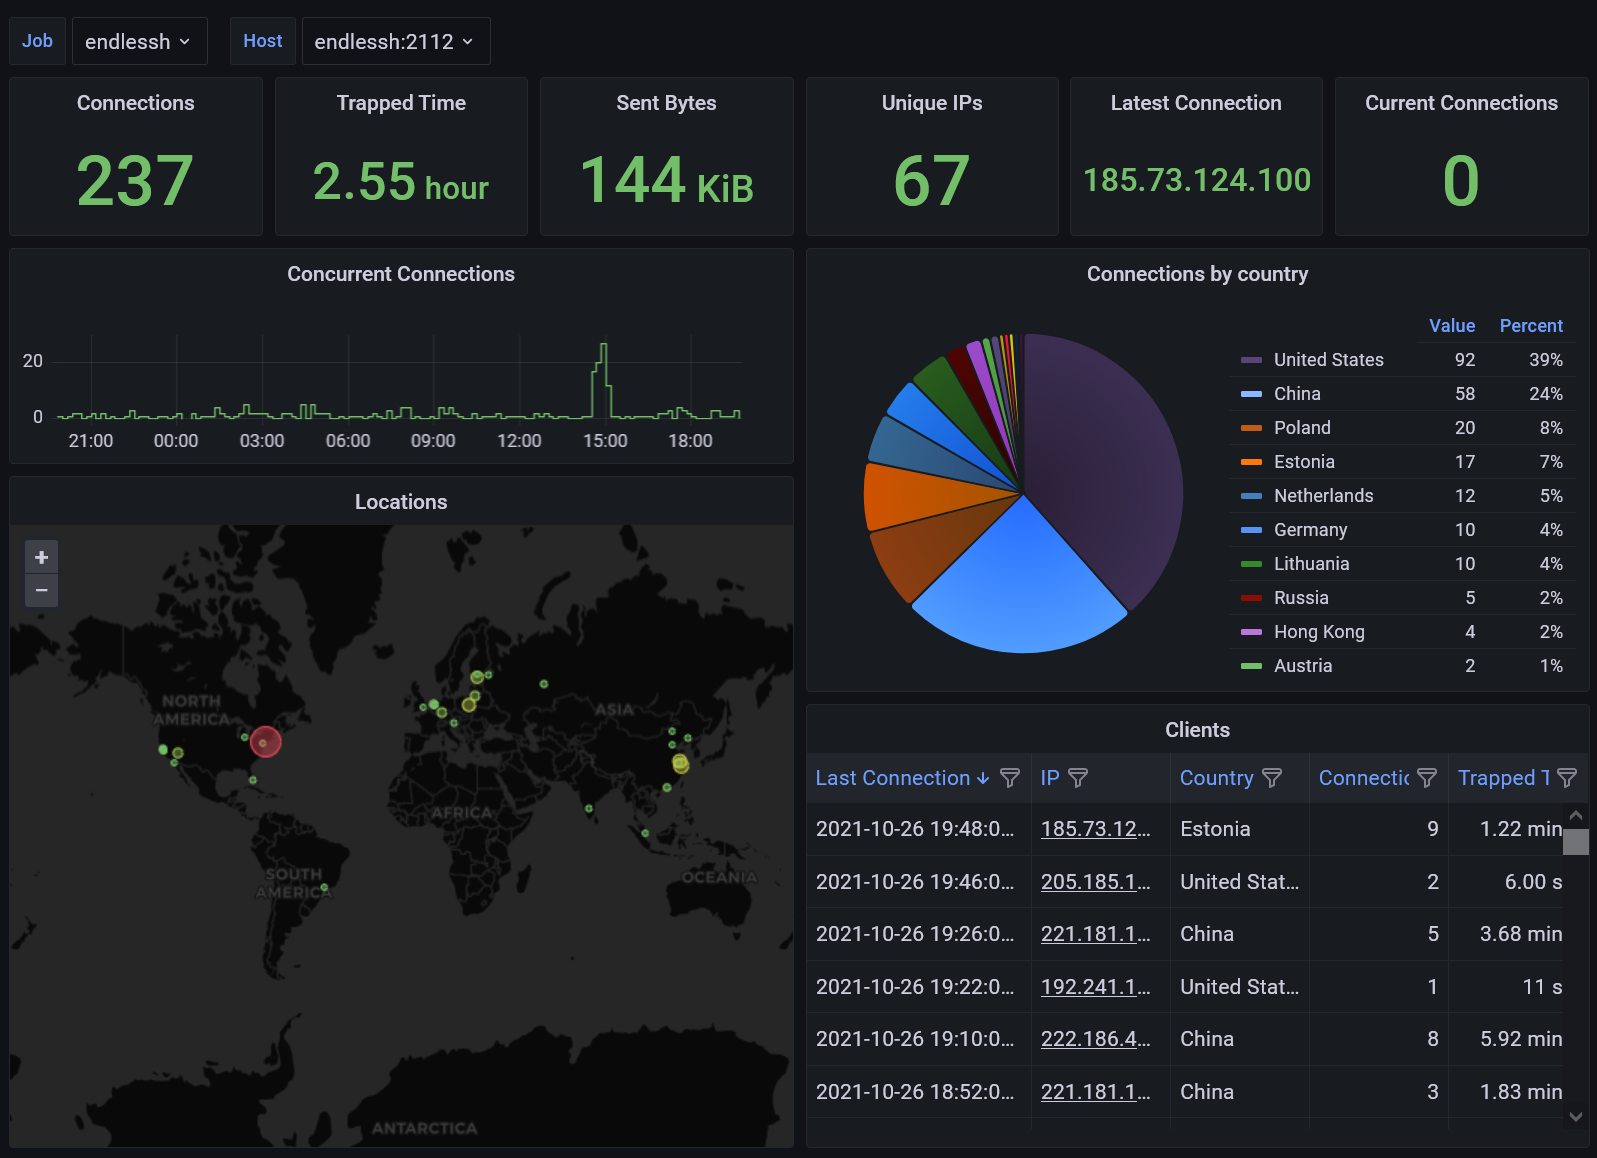 Job endlessh Host endlessh:2112
Connections
237
Trapped Time
2.55 hour
Sent Bytes
144 KiB
Unique IPs
67
Latest Connection
185.73.124.100
Current Connections
0
Concurrent Connections
20
0
21:00 00:00 03:00 06:00 09:00 12:00 15:00 18:00
Connections by country
Value Percent
United States 92 39%
China 58 24%
Poland 20 8%
Estonia 17 7%
Netherlands 12 5%
Germany 10 4%
Lithuania 10 4%
Russia 5 2%
Hong Kong 4 2%
Austria 2 1%
Locations
+
−
NORTH
AMERICA
ASIA
AFRICA
SOUTH
AMERICA
OCEANIA
ANTARCTICA
Clients
Last Connection IP Country Connectic Trapped T
2021-10-26 19:48:0... 185.73.12... Estonia 9 1.22 min
2021-10-26 19:46:0... 205.185.1... United Stat... 2 6.00 s
2021-10-26 19:26:0... 221.181.1... China 5 3.68 min
2021-10-26 19:22:0... 192.241.1... United Stat... 1 11 s
2021-10-26 19:10:0... 222.186.4... China 8 5.92 min
2021-10-26 18:52:0... 221.181.1... China 3 1.83 min